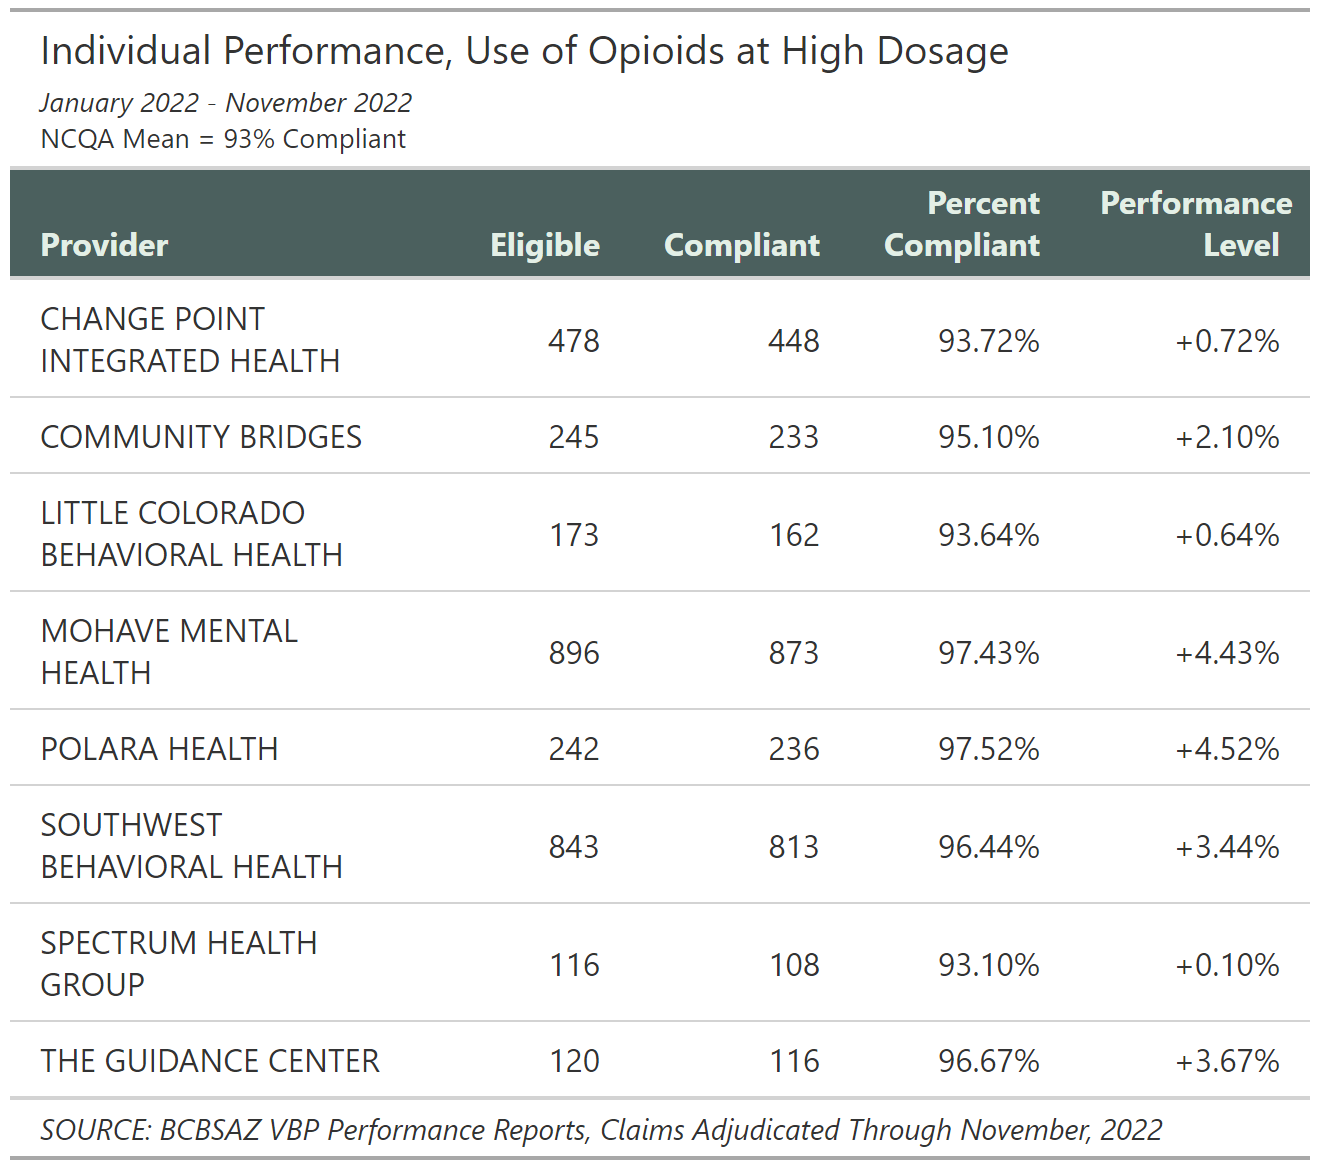 Individual Performance, Use of Opioids at High Dosage
January 2022 - November 2022
NCQA Mean = 93% Compliant
Percent Performance
Provider Eligible Compliant Compliant Level
CHANGE POINT
INTEGRATED HEALTH 478 448 93.72% +0.72%
COMMUNITY BRIDGES 245 233 95.10% +2.10%
LITTLE COLORADO
BEHAVIORAL HEALTH 173 162 93.64% +0.64%
MOHAVE MENTAL
HEALTH 896 873 97.43% +4.43%
POLARA HEALTH 242 236 97.52% +4.52%
SOUTHWEST
BEHAVIORAL HEALTH 843 813 96.44% +3.44%
SPECTRUM HEALTH
GROUP 116 108 93.10% +0.10%
THE GUIDANCE CENTER 120 116 96.67% +3.67%
SOURCE: BCBSAZ VBP Performance Reports, Claims Adjudicated Through November, 2022